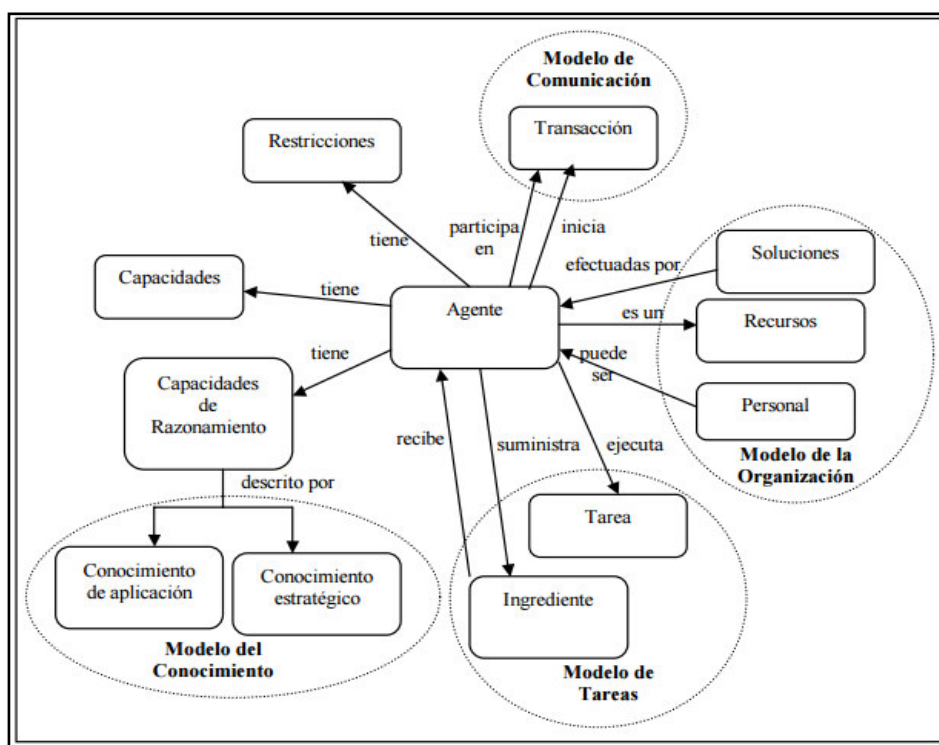 Modelo de
Comunicación
Transacción
Restricciones
participa
en
inicia
tiene
Soluciones
efectuadas por
Capacidades
tiene
Agente
es un
Recursos
tiene
puede
ser
Capacidades
de
Razonamiento
Personal
recibe
suministra
ejecuta
Modelo de la
Organización
descrito por
Tarea
Conocimiento
de aplicación
Conocimiento
estratégico
Ingrediente
Modelo del
Conocimiento
Modelo de
Tareas